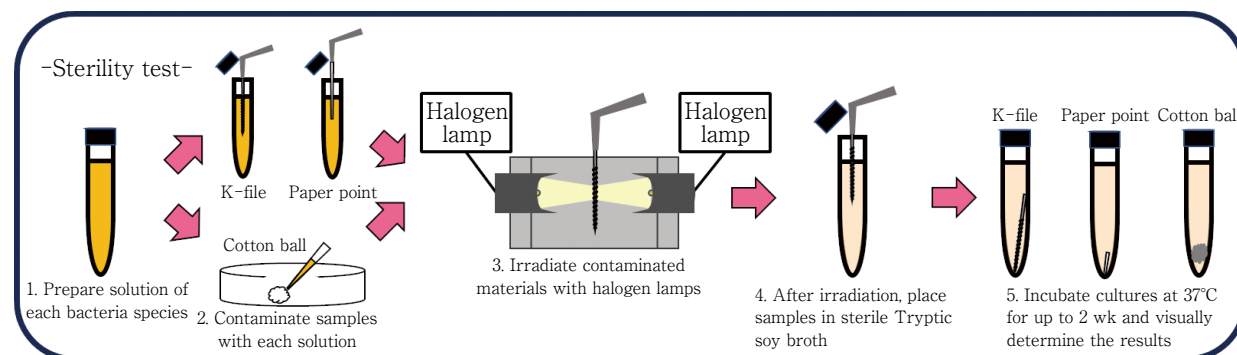 -Sterility test-
K-file
Paper point
Cotton ball
1. Prepare solution of
each bacteria species
2. Contaminate samples
with each solution
Halogen
lamp
Halogen
lamp
3. Irradiate contaminated
materials with halogen lamps
4. After irradiation, place
samples in sterile Tryptic
soy broth
K-file
Paper point
Cotton bal
5. Incubate cultures at 37℃
for up to 2 wk and visually
determine the results